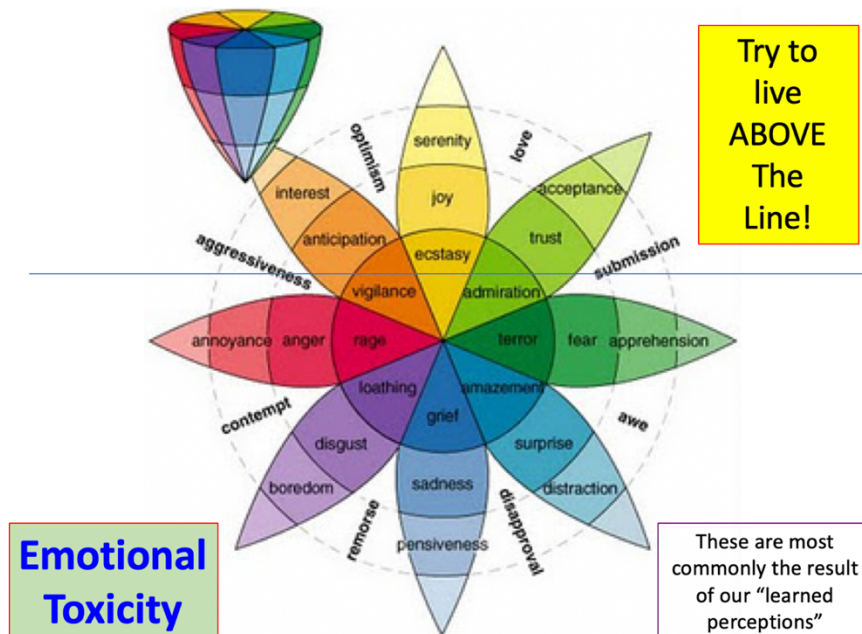 Try to
live
ABOVE
The
Line!
optimism
serenity
love
interest
joy
acceptance
anticipation
trust
aggressiveness
ecstasy
submission
vigilance
admiration
annoyance
anger
rage
terror
fear
apprehension
loathing
amazement
grief
contempt
awe
disgust
surprise
boredom
sadness
distraction
remorse
pensiveness
disapproval
Emotional
Toxicity
These are most
commonly the result
of our “learned
perceptions”